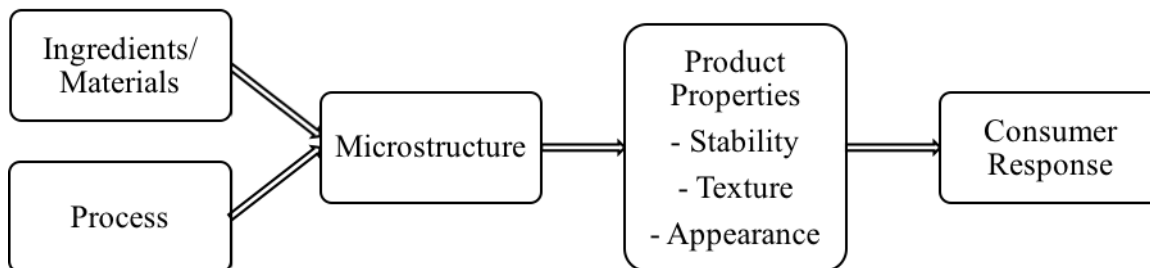 Ingredients/
Materials
Process
Microstructure
Product
Properties
- Stability
- Texture
- Appearance
Consumer
Response